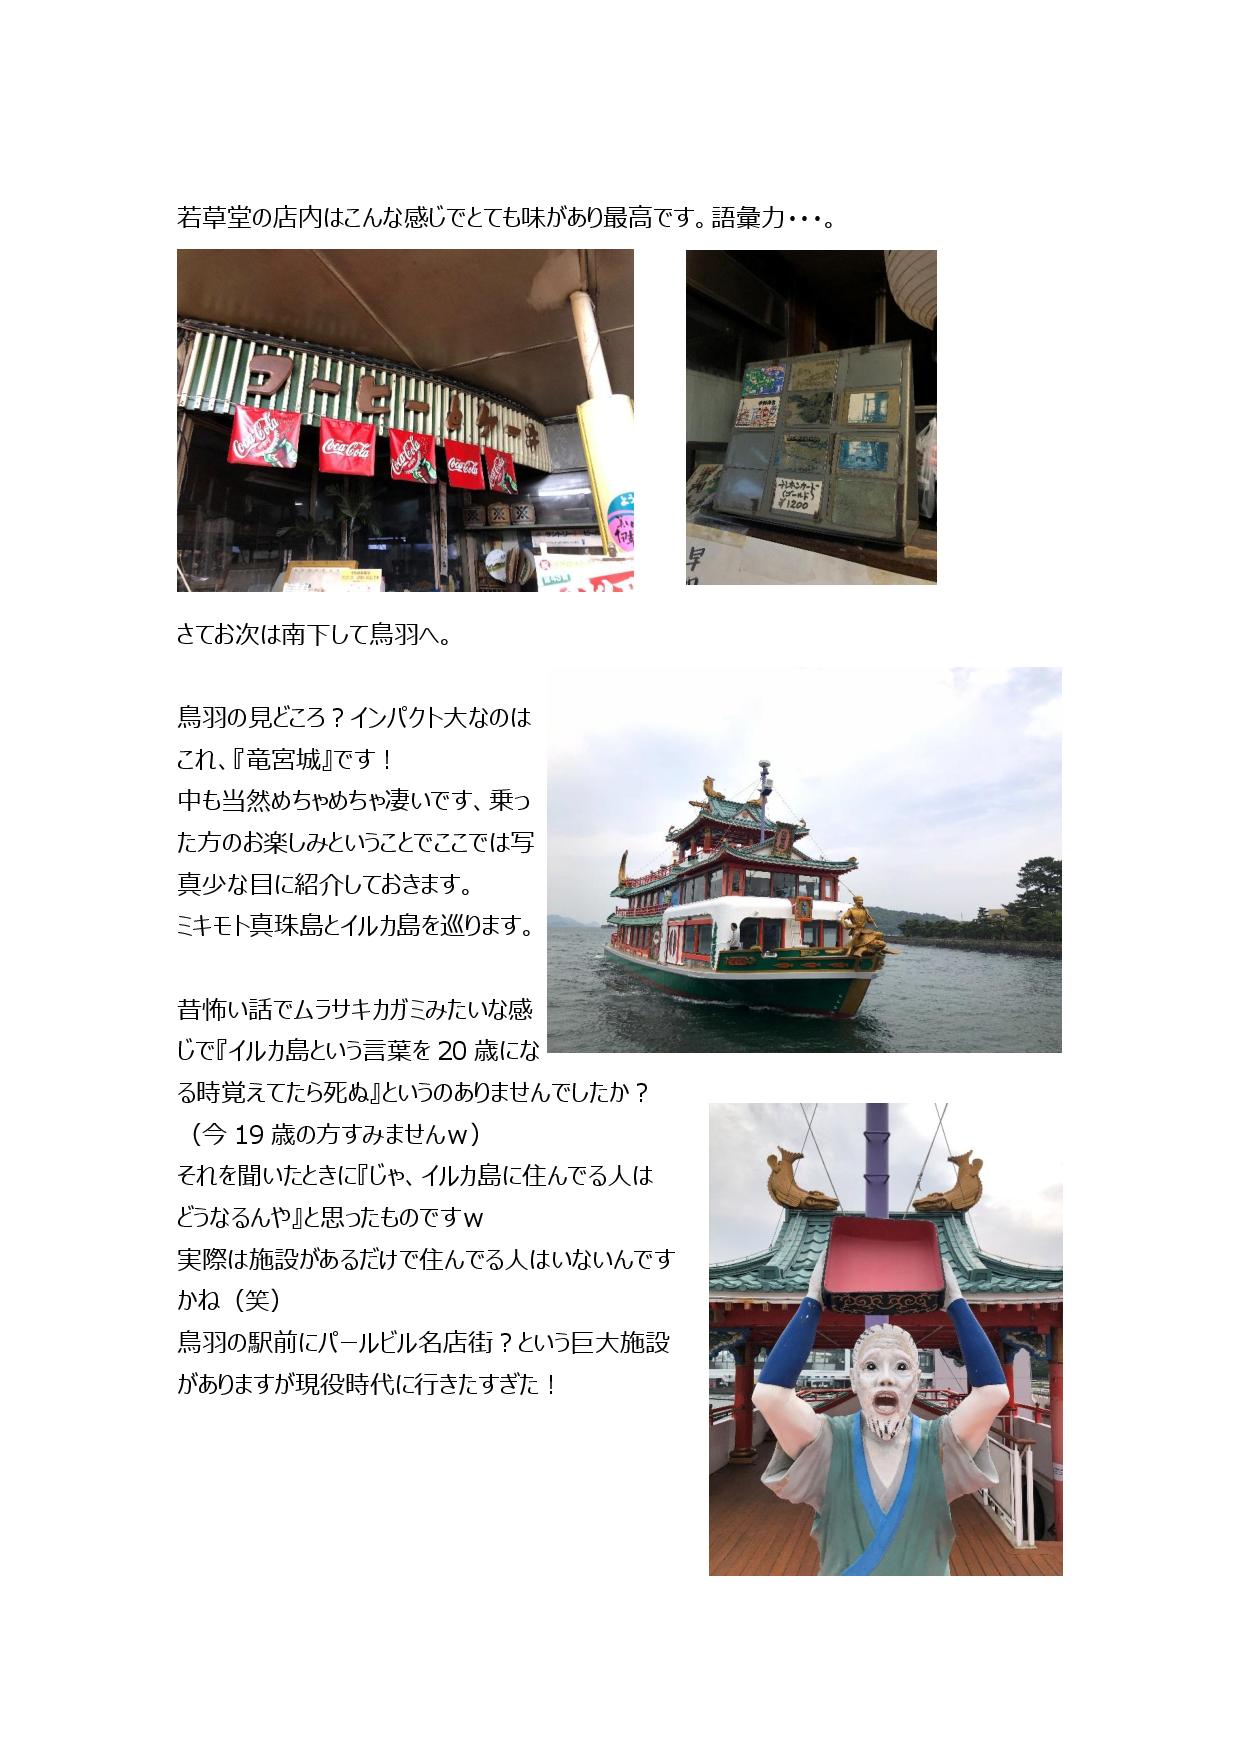 若草堂の店内はこんな感じでとても味があり最高です。語彙力・・・。
コーヒーとケーキ
Coca-Cola
Coca-Cola
Coca-Cola
Coca-Cola
Coca-Cola
テレホンカード
(ゴールド)
¥1200
さてお次は南下して鳥羽へ。
鳥羽の見どころ？インパクト大なのは
これ、『竜宮城』です！
中も当然めちゃめちゃ凄いです、乗っ
た方のお楽しみということでここでは写
真少な目に紹介しておきます。
ミキモト真珠島とイルカ島を巡ります。
昔怖い話でムラサキカガミみたいな感
じで『イルカ島という言葉を 20 歳にな
る時覚えてたら死ぬ』というのありませんでしたか？
（今 19 歳の方すみませんｗ）
それを聞いたときに『じゃ、イルカ島に住んでる人は
どうなるんや』と思ったものですｗ
実際は施設があるだけで住んでる人はいないんです
かね（笑）
鳥羽の駅前にパールビル名店街？という巨大施設
がありますが現役時代に行きたすぎた！